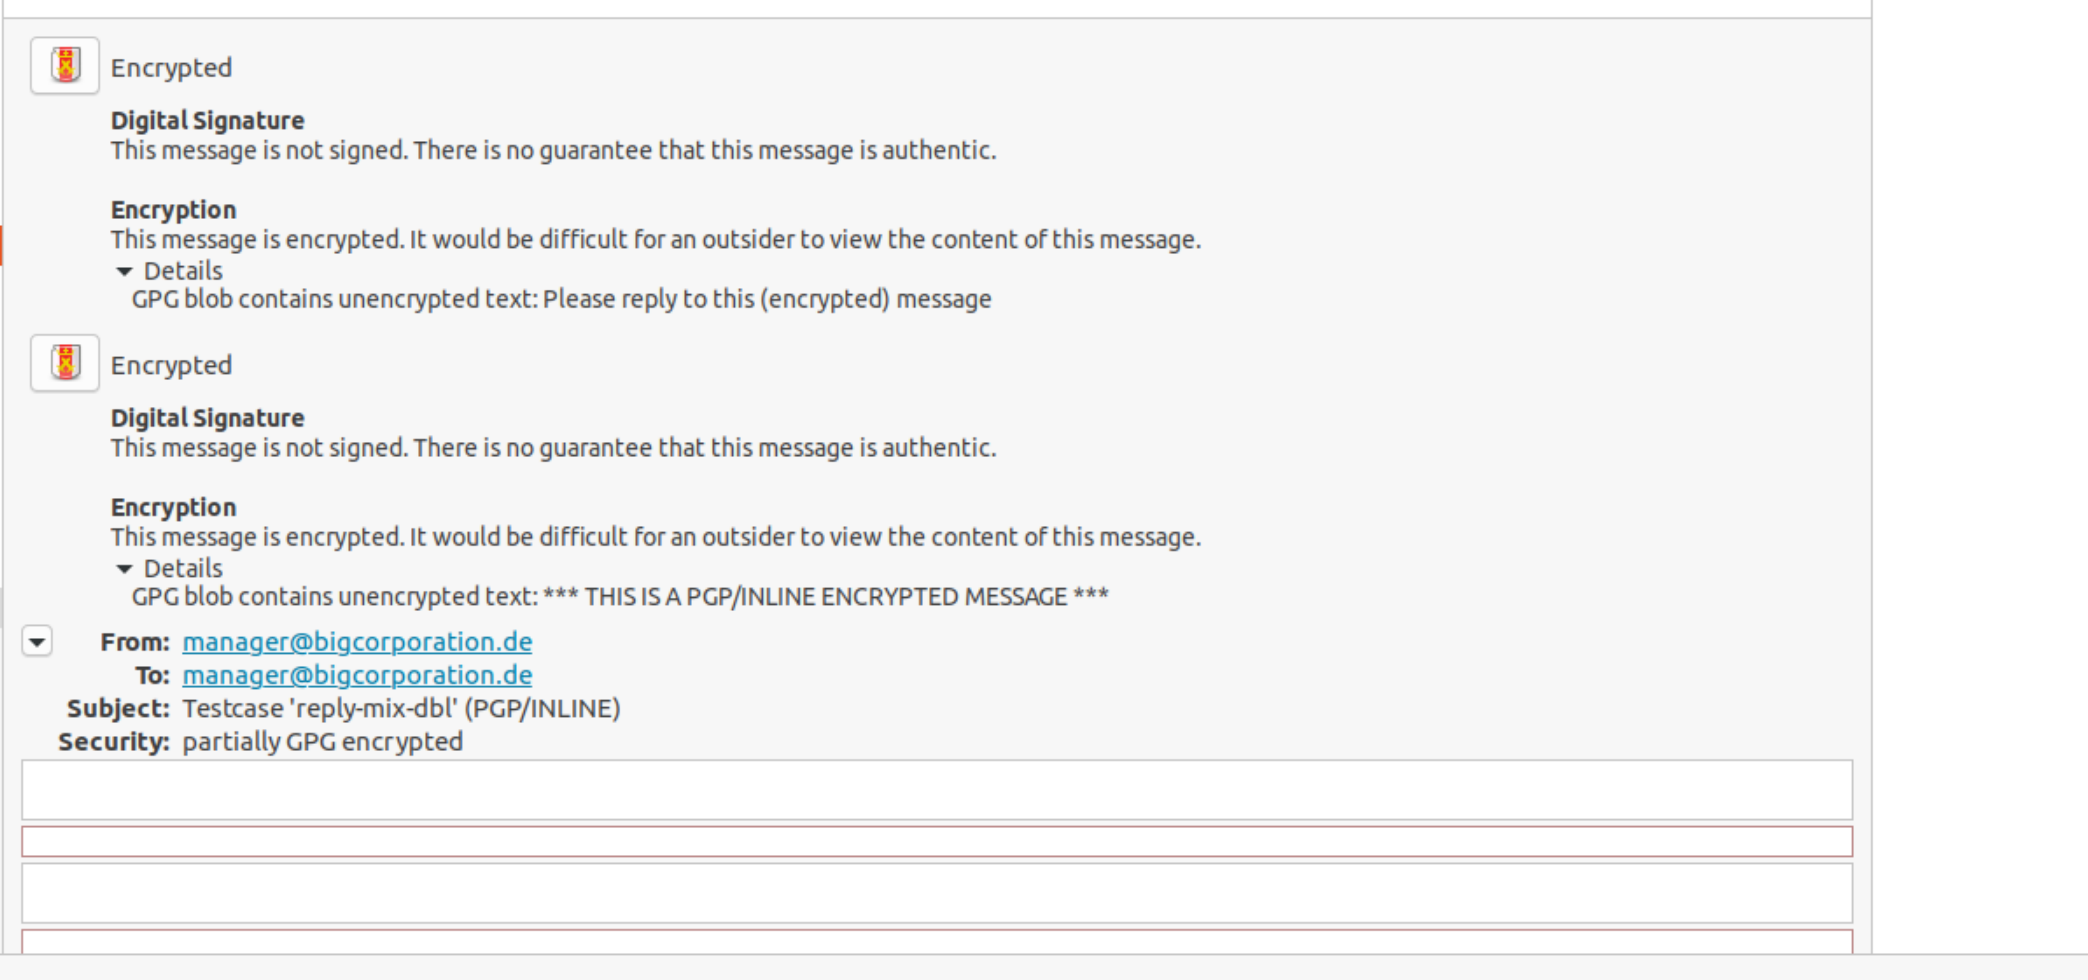 Encrypted
Digital Signature
This message is not signed. There is no guarantee that this message is authentic.
Encryption
This message is encrypted. It would be difficult for an outsider to view the content of this message.
Details
GPG blob contains unencrypted text: Please reply to this (encrypted) message
Encrypted
Digital Signature
This message is not signed. There is no guarantee that this message is authentic.
Encryption
This message is encrypted. It would be difficult for an outsider to view the content of this message.
Details
GPG blob contains unencrypted text: *** THIS IS A PGP/INLINE ENCRYPTED MESSAGE ***
From: manager@bigcorporation.de
To: manager@bigcorporation.de
Subject: Testcase 'reply-mix-dbl' (PGP/INLINE)
Security: partially GPG encrypted